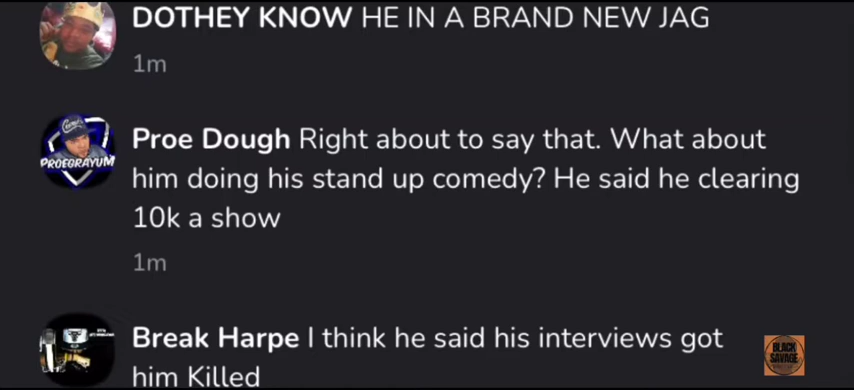 DOTHEY KNOW HE IN A BRAND NEW JAG
1m
Proe Dough Right about to say that. What about
him doing his stand up comedy? He said he clearing
10k a show
1m
PROEGRAYUM
Break Harpe I think he said his interviews got
him Killed
BLACK
SAVAGE